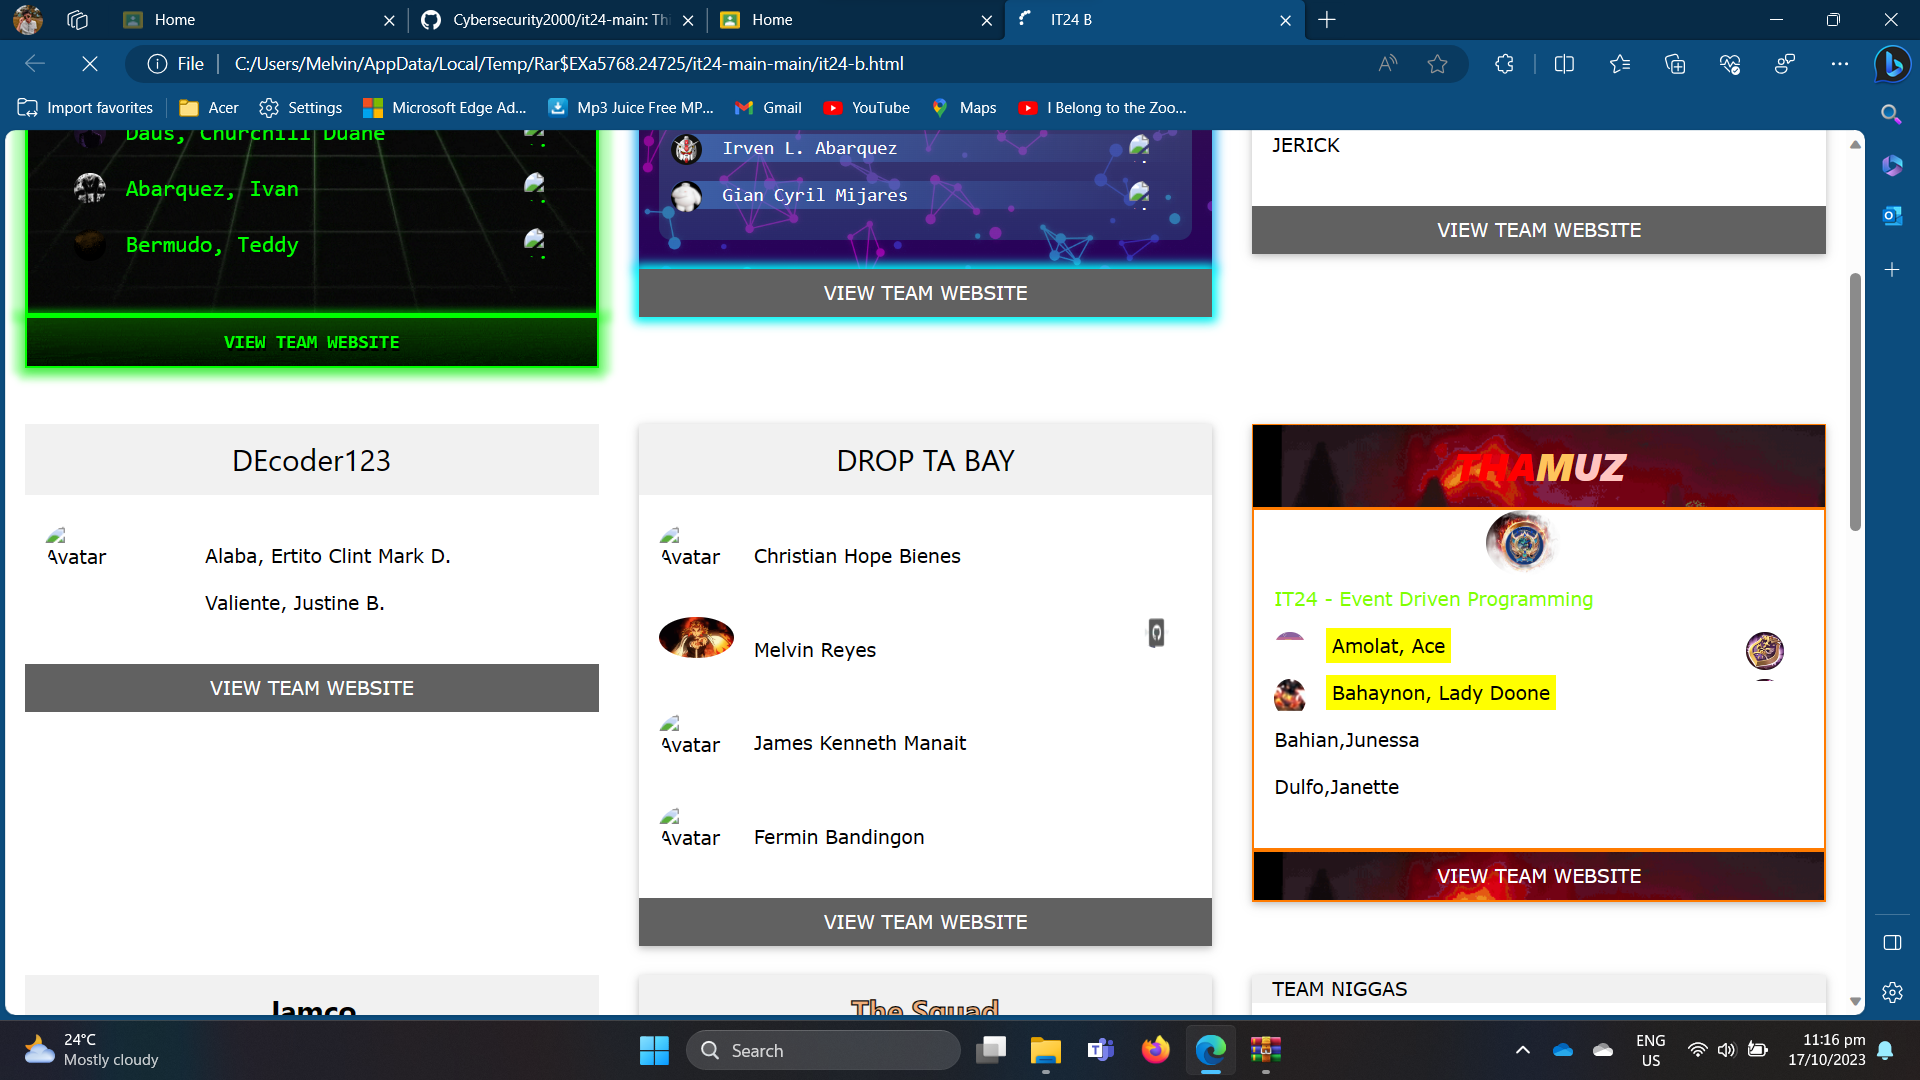 Home
Cybersecurity2000/it24-main: Thi
Home
IT24 B
File
C:/Users/Melvin/AppData/Local/Temp/Rar$EXa5768.24725/it24-main-main/it24-b.html
Import favorites
Acer
Settings
Microsoft Edge Ad...
Mp3 Juice Free MP...
Gmail
YouTube
Maps
I Belong to the Zoo...
Daus, Churchill Duane
Abarquez, Ivan
Bermudo, Teddy
VIEW TEAM WEBSITE
Irven L. Abarquez
Gian Cyril Mijares
VIEW TEAM WEBSITE
JERICK
VIEW TEAM WEBSITE
DEcoder123
Avatar
Alaba, Ertito Clint Mark D.
Valiente, Justine B.
VIEW TEAM WEBSITE
DROP TA BAY
Avatar
Christian Hope Bienes
Melvin Reyes
Avatar
James Kenneth Manait
Avatar
Fermin Bandingon
VIEW TEAM WEBSITE
THAMUZ
IT24 - Event Driven Programming
Amolat, Ace
Bahaynon, Lady Doone
Bahian,Junessa
Dulfo,Janette
VIEW TEAM WEBSITE
Jamco
The Squad
TEAM NIGGAS
24°C
Mostly cloudy
Search
ENG
US
11:16 pm
17/10/2023